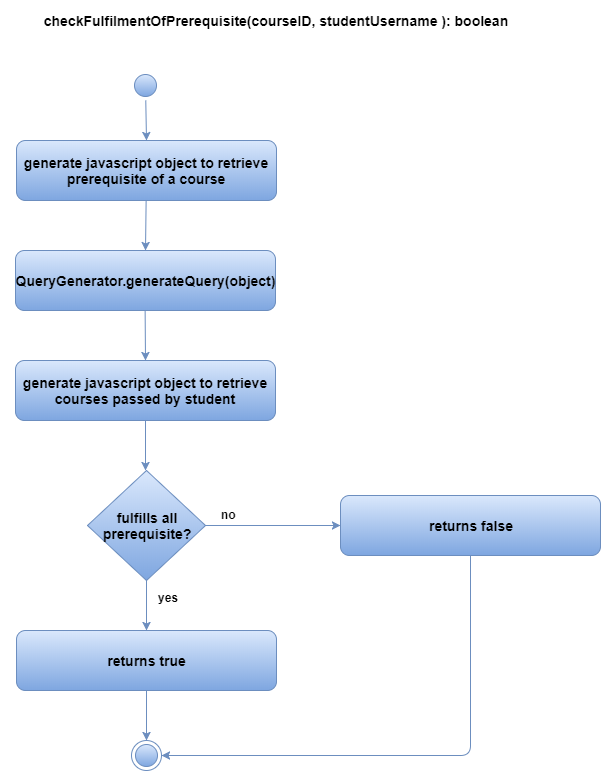 checkFulfilmentOfPrerequisite(courseID, studentUsername ): boolean
generate javascript object to retrieve
prerequisite of a course
QueryGenerator.generateQuery(object)
generate javascript object to retrieve
courses passed by student
fulfills all
prerequisite?
no
returns false
yes
returns true